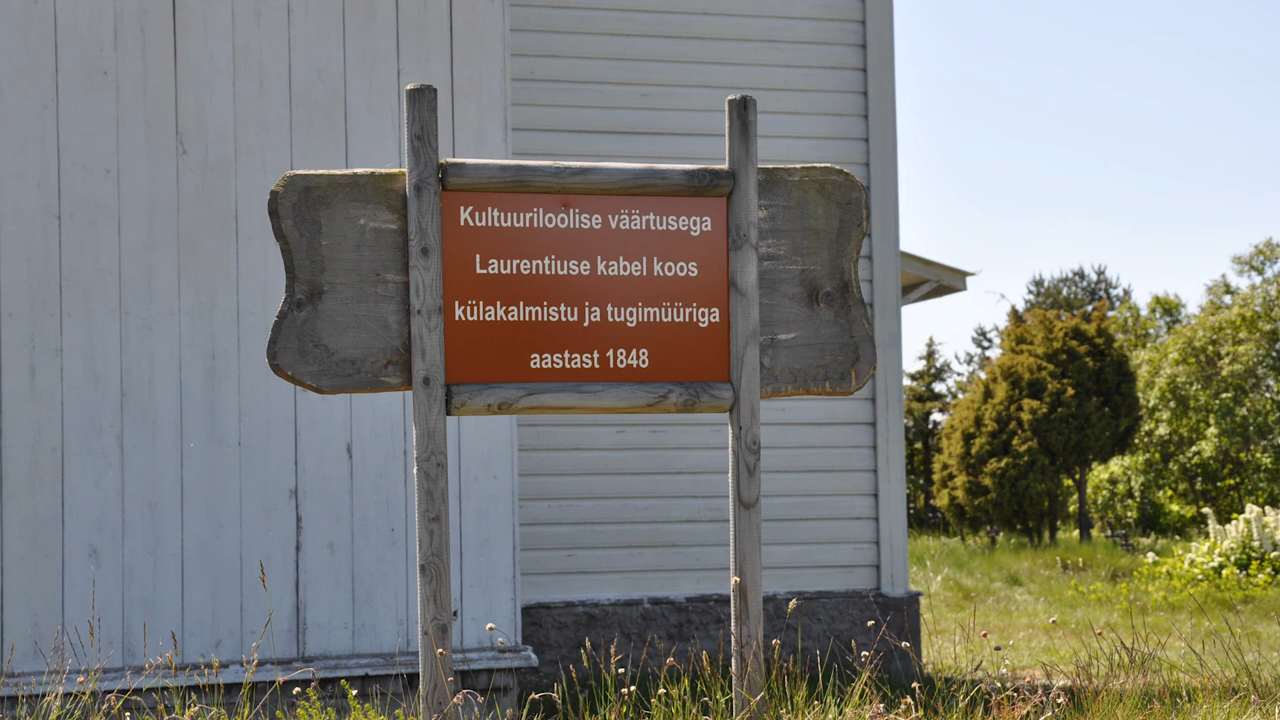 Kultuuriloolise väärtusega
Laurentiuse kabel koos
külakalmistu ja tugimüüriga
aastast 1848